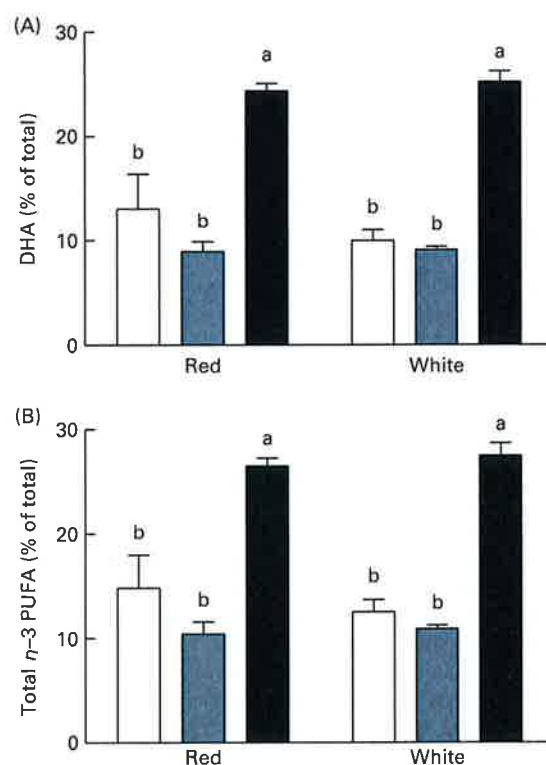 (A)
30
20
10
0
DHA (% of total)
b
b
a
b
b
a
Red
White
(B)
30
20
10
0
Total n–3 PUFA (% of total)
b
b
a
b
b
a
Red
White